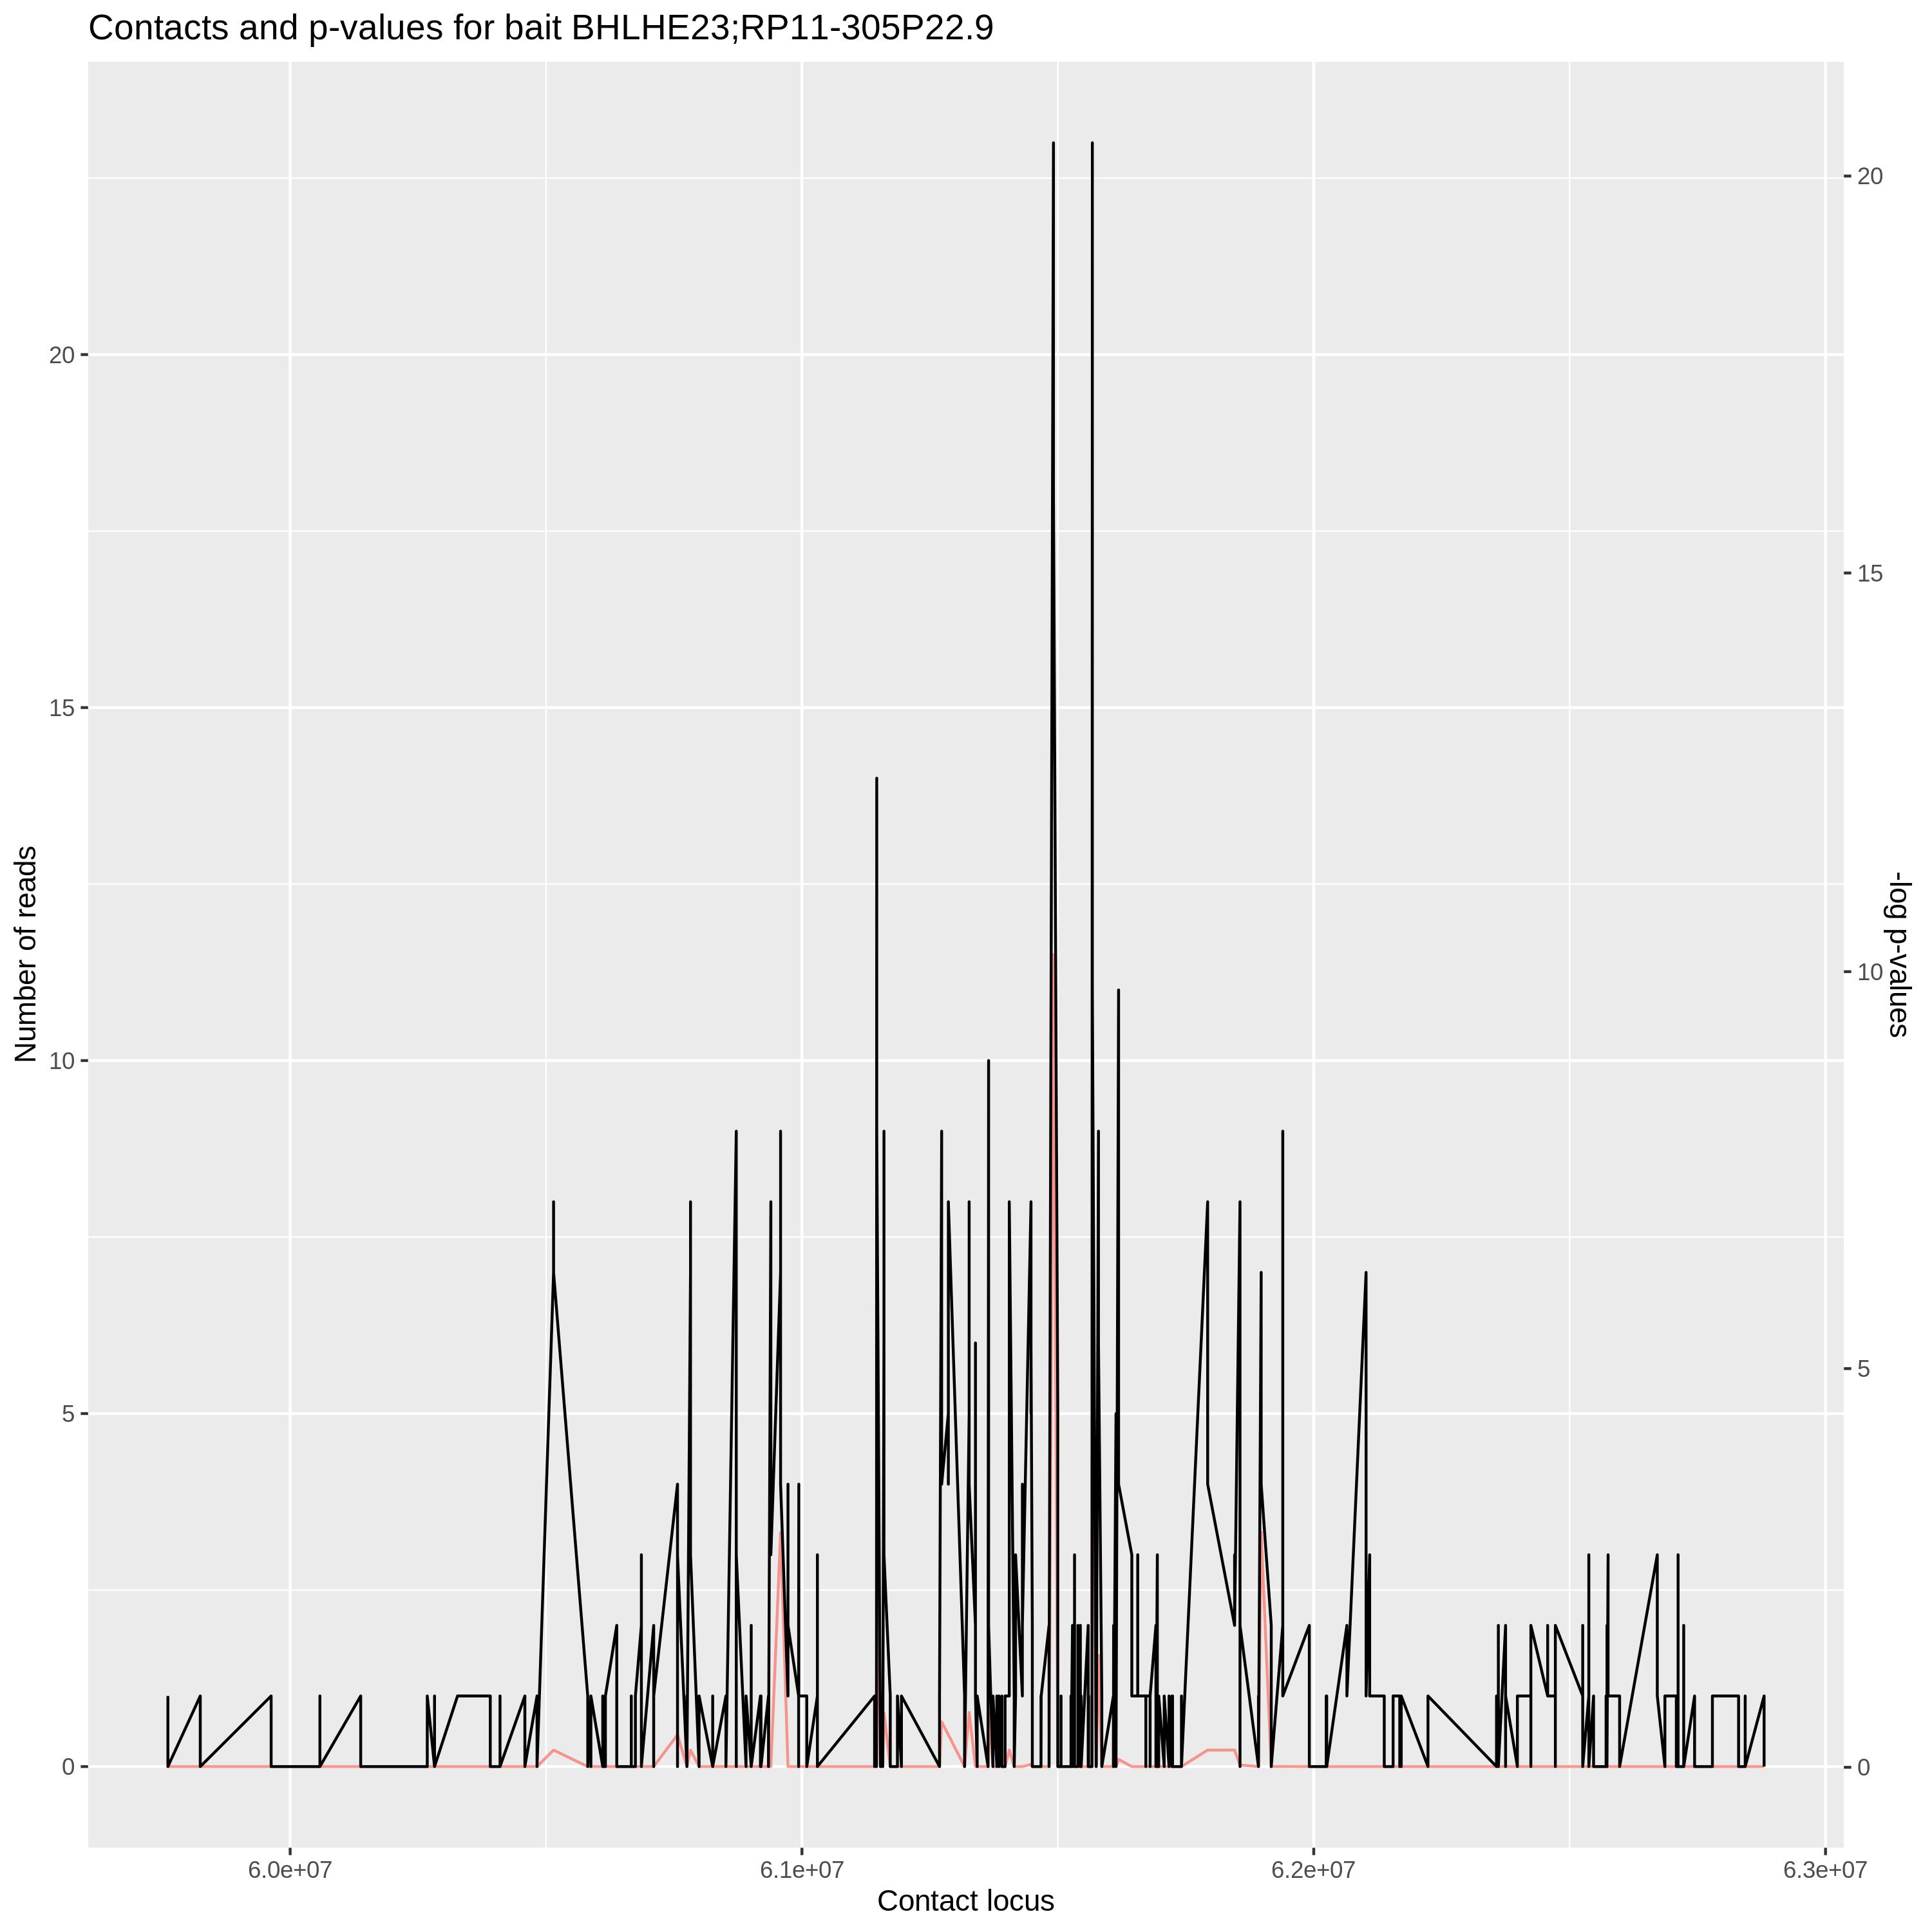 Contacts and p-values for bait BHLHE23;RP11-305P22.9
20
15
10
5
0
Number of reads
20
15
10
5
0
-log p-values
6.0e+07
6.1e+07
6.2e+07
6.3e+07
Contact locus